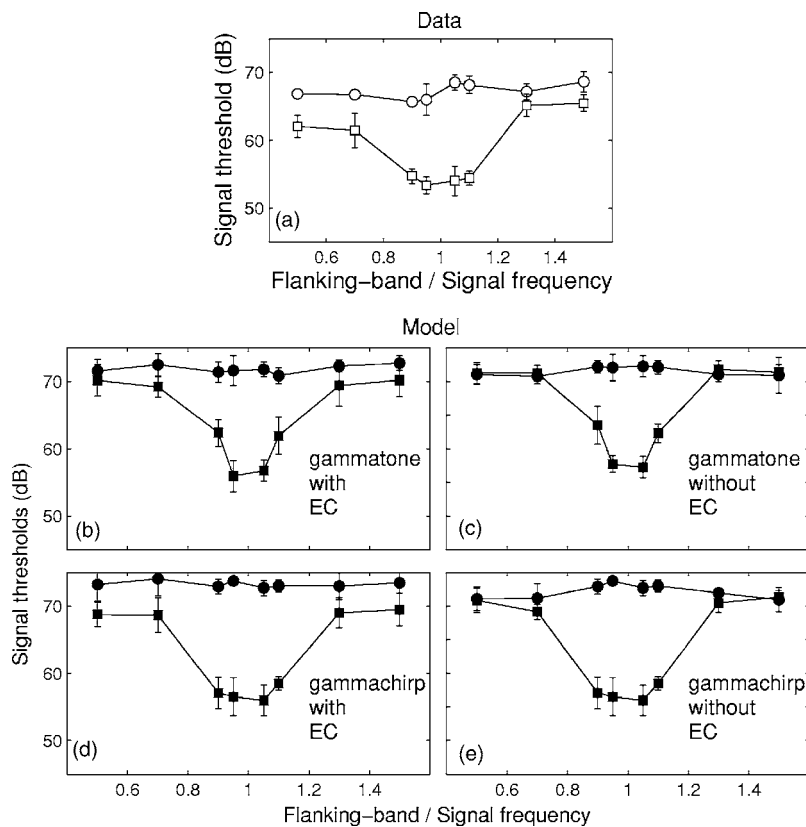 Data
Signal threshold (dB)
70
60
50
(a)
0.6 0.8 1 1.2 1.4
Flanking−band / Signal frequency
Model
Signal thresholds (dB)
70
60
50
(b)
gammatone
with
EC
(c)
gammatone
without
EC
70
60
50
(d)
gammachirp
with
EC
(e)
gammachirp
without
EC
0.6 0.8 1 1.2 1.4
0.6 0.8 1 1.2 1.4
Flanking−band / Signal frequency